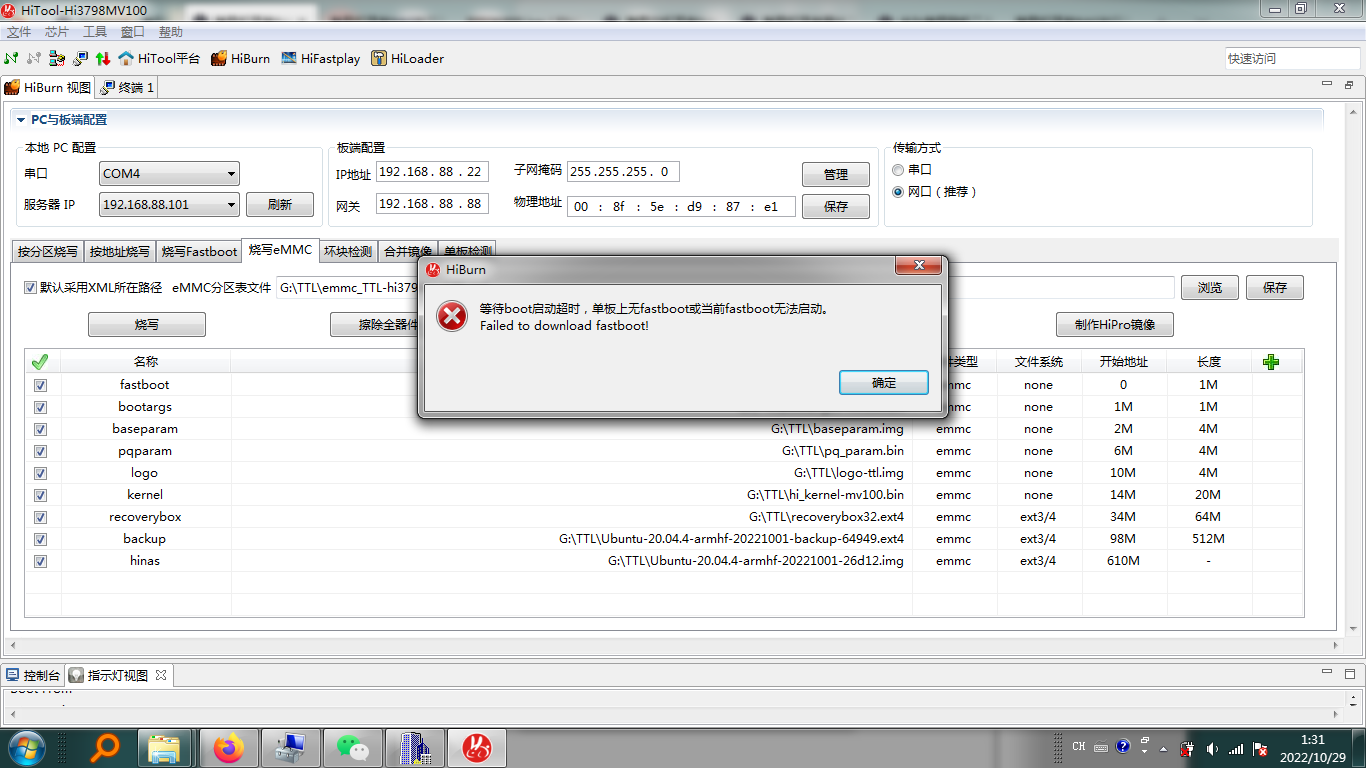 HiTool-Hi3798MV100
文件 芯片 工具 窗口 帮助
HiTool平台 HiBurn HiFastplay HiLoader 快速访问
HiBurn 视图 终端 1
PC与板端配置
本地 PC 配置 板端配置 传输方式
串口 COM4 IP地址 192.168.88.22 子网掩码 255.255.255.0 管理 串口
服务器 IP 192.168.88.101 刷新 网关 192.168.88.88 物理地址 00 : 8f : 5e : d9 : 87 : e1 保存 网口（推荐）
按分区烧写 按地址烧写 烧写Fastboot 烧写eMMC 坏块检测 合并镜像 单板检测
HiBurn
默认采用XML所在路径 eMMC分区表文件 G:\TTL\emmc_TTL-hi379 浏览 保存
等待boot启动超时，单板上无fastboot或当前fastboot无法启动。
Failed to download fastboot!
烧写 擦除全器件 制作HiPro镜像
确定
名称 类型 文件系统 开始地址 长度
fastboot emmc none 0 1M
bootargs mmc none 1M 1M
baseparam G:\TTL\baseparam.img emmc none 2M 4M
pqparam G:\TTL\pq_param.bin emmc none 6M 4M
logo G:\TTL\logo-ttl.img emmc none 10M 4M
kernel G:\TTL\hi_kernel-mv100.bin emmc none 14M 20M
recoverybox G:\TTL\recoverybox32.ext4 emmc ext3/4 34M 64M
backup G:\TTL\Ubuntu-20.04.4-armhf-20221001-backup-64949.ext4 emmc ext3/4 98M 512M
hinas G:\TTL\Ubuntu-20.04.4-armhf-20221001-26d12.img emmc ext3/4 610M -
控制台 指示灯视图
CH 1:31
2022/10/29